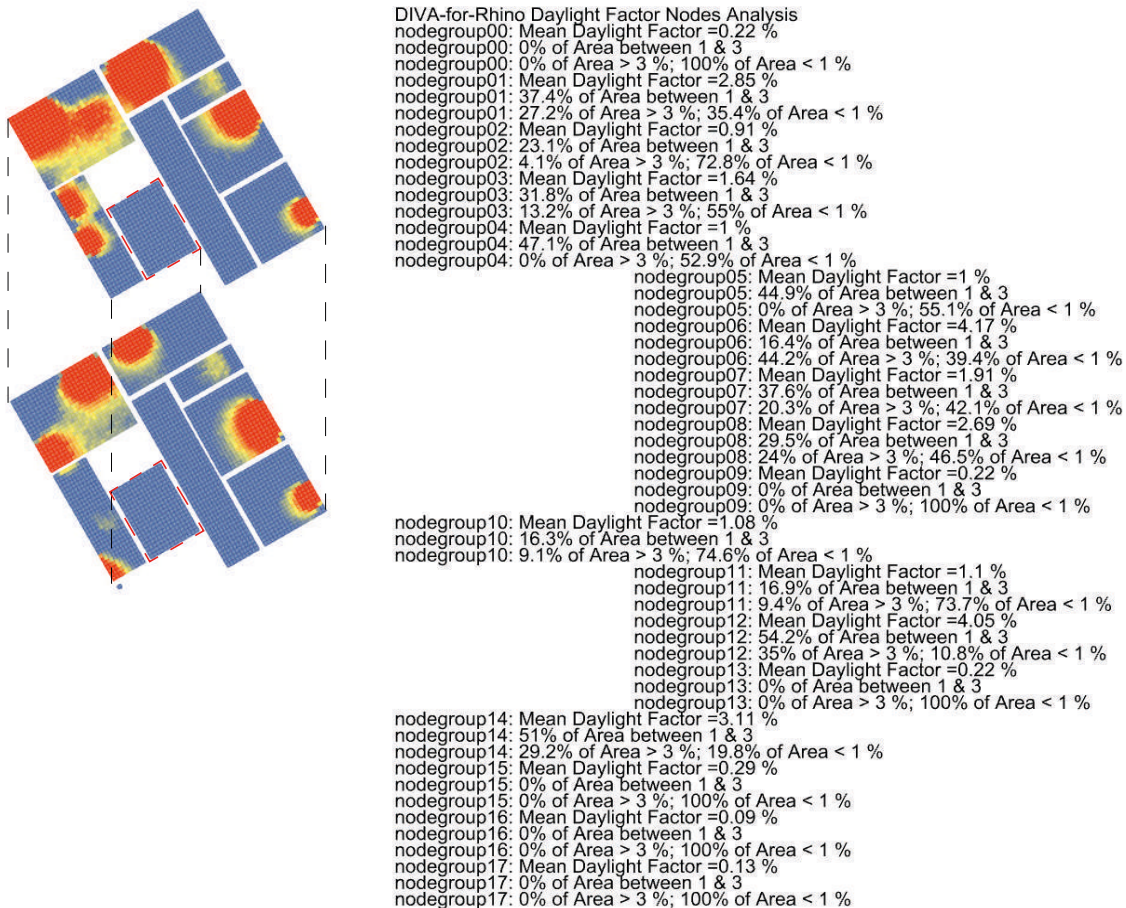 DIVA-for-Rhino Daylight Factor Nodes Analysis
nodegroup00: Mean Daylight Factor =0.22 %
nodegroup00: 0% of Area between 1 & 3
nodegroup00: 0% of Area > 3 %; 100% of Area < 1 %
nodegroup01: Mean Daylight Factor =2.85 %
nodegroup01: 37.4% of Area between 1 & 3
nodegroup01: 27.2% of Area > 3 %; 35.4% of Area < 1 %
nodegroup02: Mean Daylight Factor =0.91 %
nodegroup02: 23.1% of Area between 1 & 3
nodegroup02: 4.1% of Area > 3 %; 72.8% of Area < 1 %
nodegroup03: Mean Daylight Factor =1.64 %
nodegroup03: 31.8% of Area between 1 & 3
nodegroup03: 13.2% of Area > 3 %; 55% of Area < 1 %
nodegroup04: Mean Daylight Factor =1 %
nodegroup04: 47.1% of Area between 1 & 3
nodegroup04: 0% of Area > 3 %; 52.9% of Area < 1 %
nodegroup05: Mean Daylight Factor =1 %
nodegroup05: 44.9% of Area between 1 & 3
nodegroup05: 0% of Area > 3 %; 55.1% of Area < 1 %
nodegroup06: Mean Daylight Factor =4.17 %
nodegroup06: 16.4% of Area between 1 & 3
nodegroup06: 44.2% of Area > 3 %; 39.4% of Area < 1 %
nodegroup07: Mean Daylight Factor =1.91 %
nodegroup07: 37.6% of Area between 1 & 3
nodegroup07: 20.3% of Area > 3 %; 42.1% of Area < 1 %
nodegroup08: Mean Daylight Factor =2.69 %
nodegroup08: 29.5% of Area between 1 & 3
nodegroup08: 24% of Area > 3 %; 46.5% of Area < 1 %
nodegroup09: Mean Daylight Factor =0.22 %
nodegroup09: 0% of Area between 1 & 3
nodegroup09: 0% of Area > 3 %; 100% of Area < 1 %
nodegroup10: Mean Daylight Factor =1.08 %
nodegroup10: 16.3% of Area between 1 & 3
nodegroup10: 9.1% of Area > 3 %; 74.6% of Area < 1 %
nodegroup11: Mean Daylight Factor =1.1 %
nodegroup11: 16.9% of Area between 1 & 3
nodegroup11: 9.4% of Area > 3 %; 73.7% of Area < 1 %
nodegroup12: Mean Daylight Factor =4.05 %
nodegroup12: 54.2% of Area between 1 & 3
nodegroup12: 35% of Area > 3 %; 10.8% of Area < 1 %
nodegroup13: Mean Daylight Factor =0.22 %
nodegroup13: 0% of Area between 1 & 3
nodegroup13: 0% of Area > 3 %; 100% of Area < 1 %
nodegroup14: Mean Daylight Factor =3.11 %
nodegroup14: 51% of Area between 1 & 3
nodegroup14: 29.2% of Area > 3 %; 19.8% of Area < 1 %
nodegroup15: Mean Daylight Factor =0.29 %
nodegroup15: 0% of Area between 1 & 3
nodegroup15: 0% of Area > 3 %; 100% of Area < 1 %
nodegroup16: Mean Daylight Factor =0.09 %
nodegroup16: 0% of Area between 1 & 3
nodegroup16: 0% of Area > 3 %; 100% of Area < 1 %
nodegroup17: Mean Daylight Factor =0.13 %
nodegroup17: 0% of Area between 1 & 3
nodegroup17: 0% of Area > 3 %; 100% of Area < 1 %